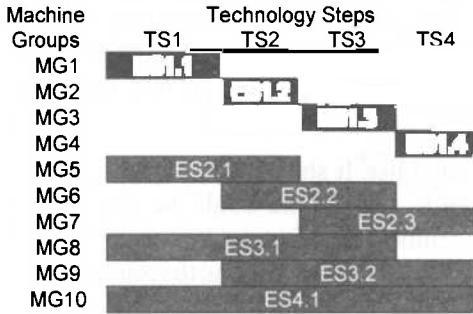 Machine Technology Steps
Groups TS1 TS2 TS3 TS4
MG1
MG2
MG3
MG4
MG5 ES2.1
MG6 ES2.2
MG7 ES2.3
MG8 ES3.1
MG9 ES3.2
MG10 ES4.1